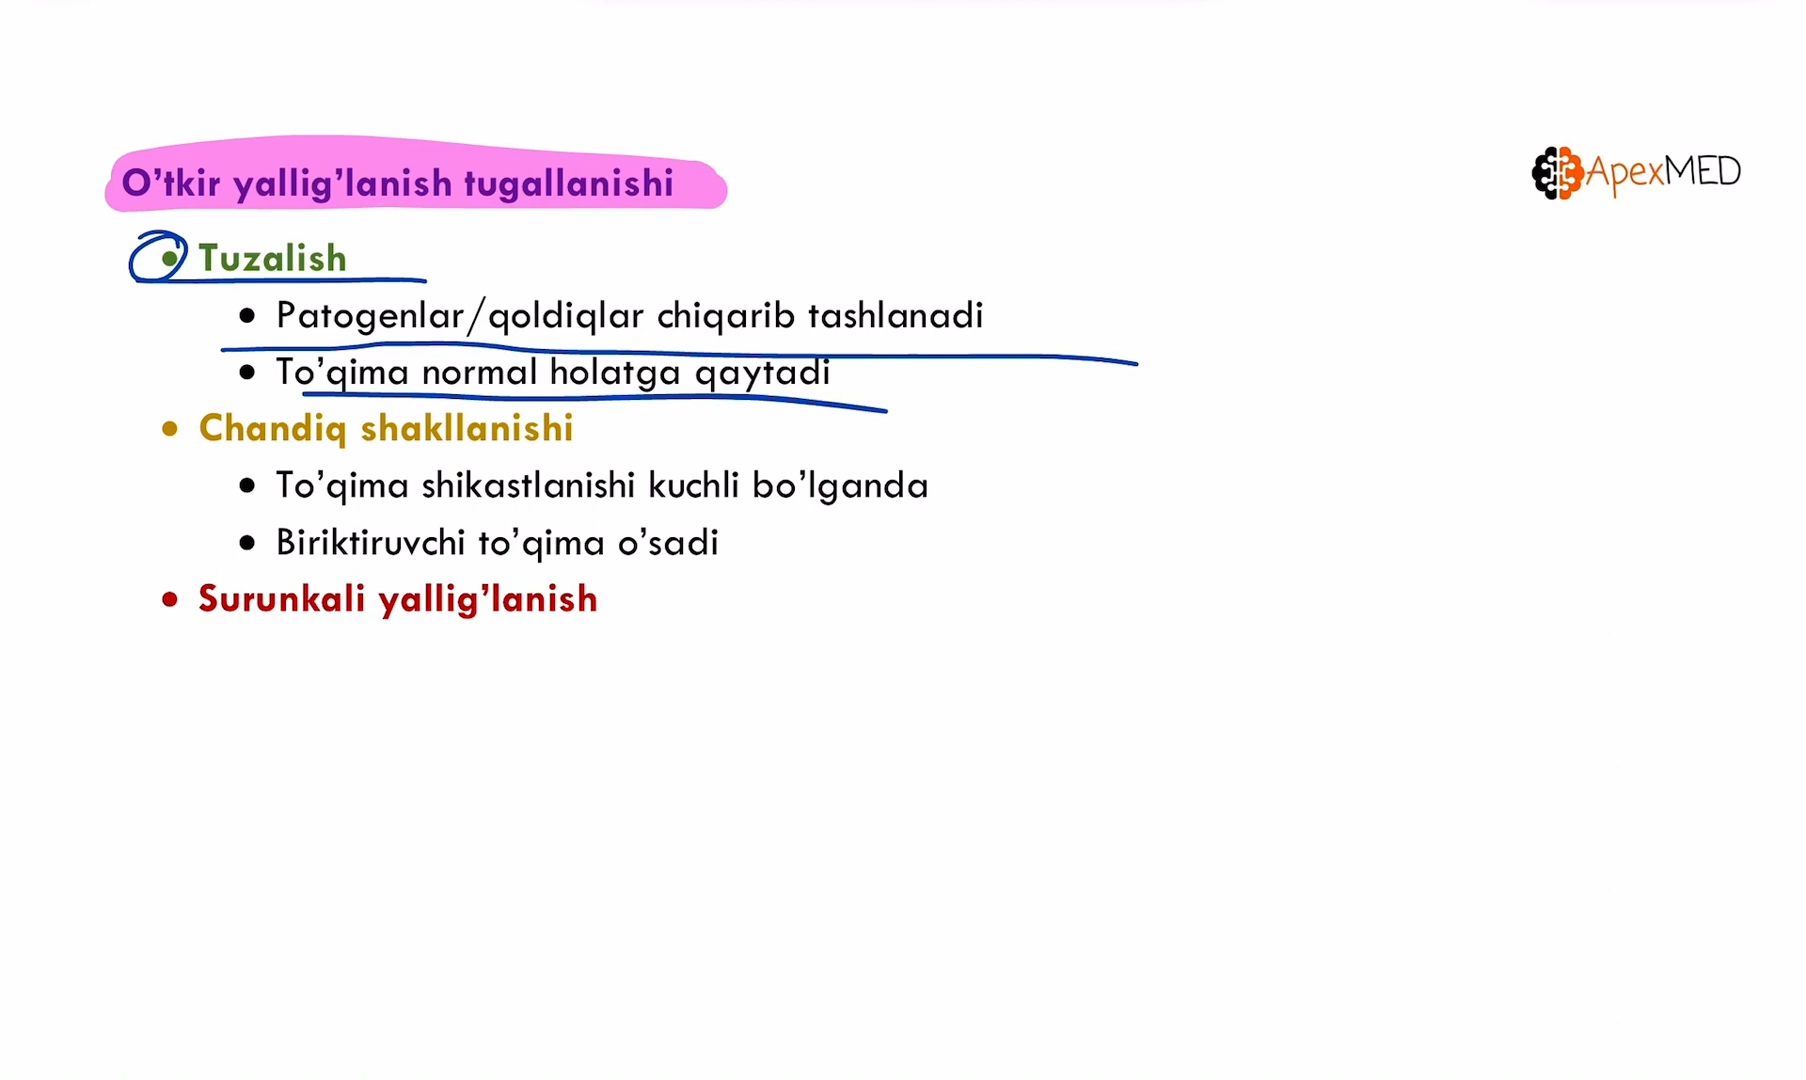 O’tkir yallig’lanish tugallanishi
ApexMED
• Tuzalish
• Patogenlar/qoldiqlar chiqarib tashlanadi
• To’qima normal holatga qaytadi
• Chandiq shakllanishi
• To’qima shikastlanishi kuchli bo’lganda
• Biriktiruvchi to’qima o’sadi
• Surunkali yallig’lanish